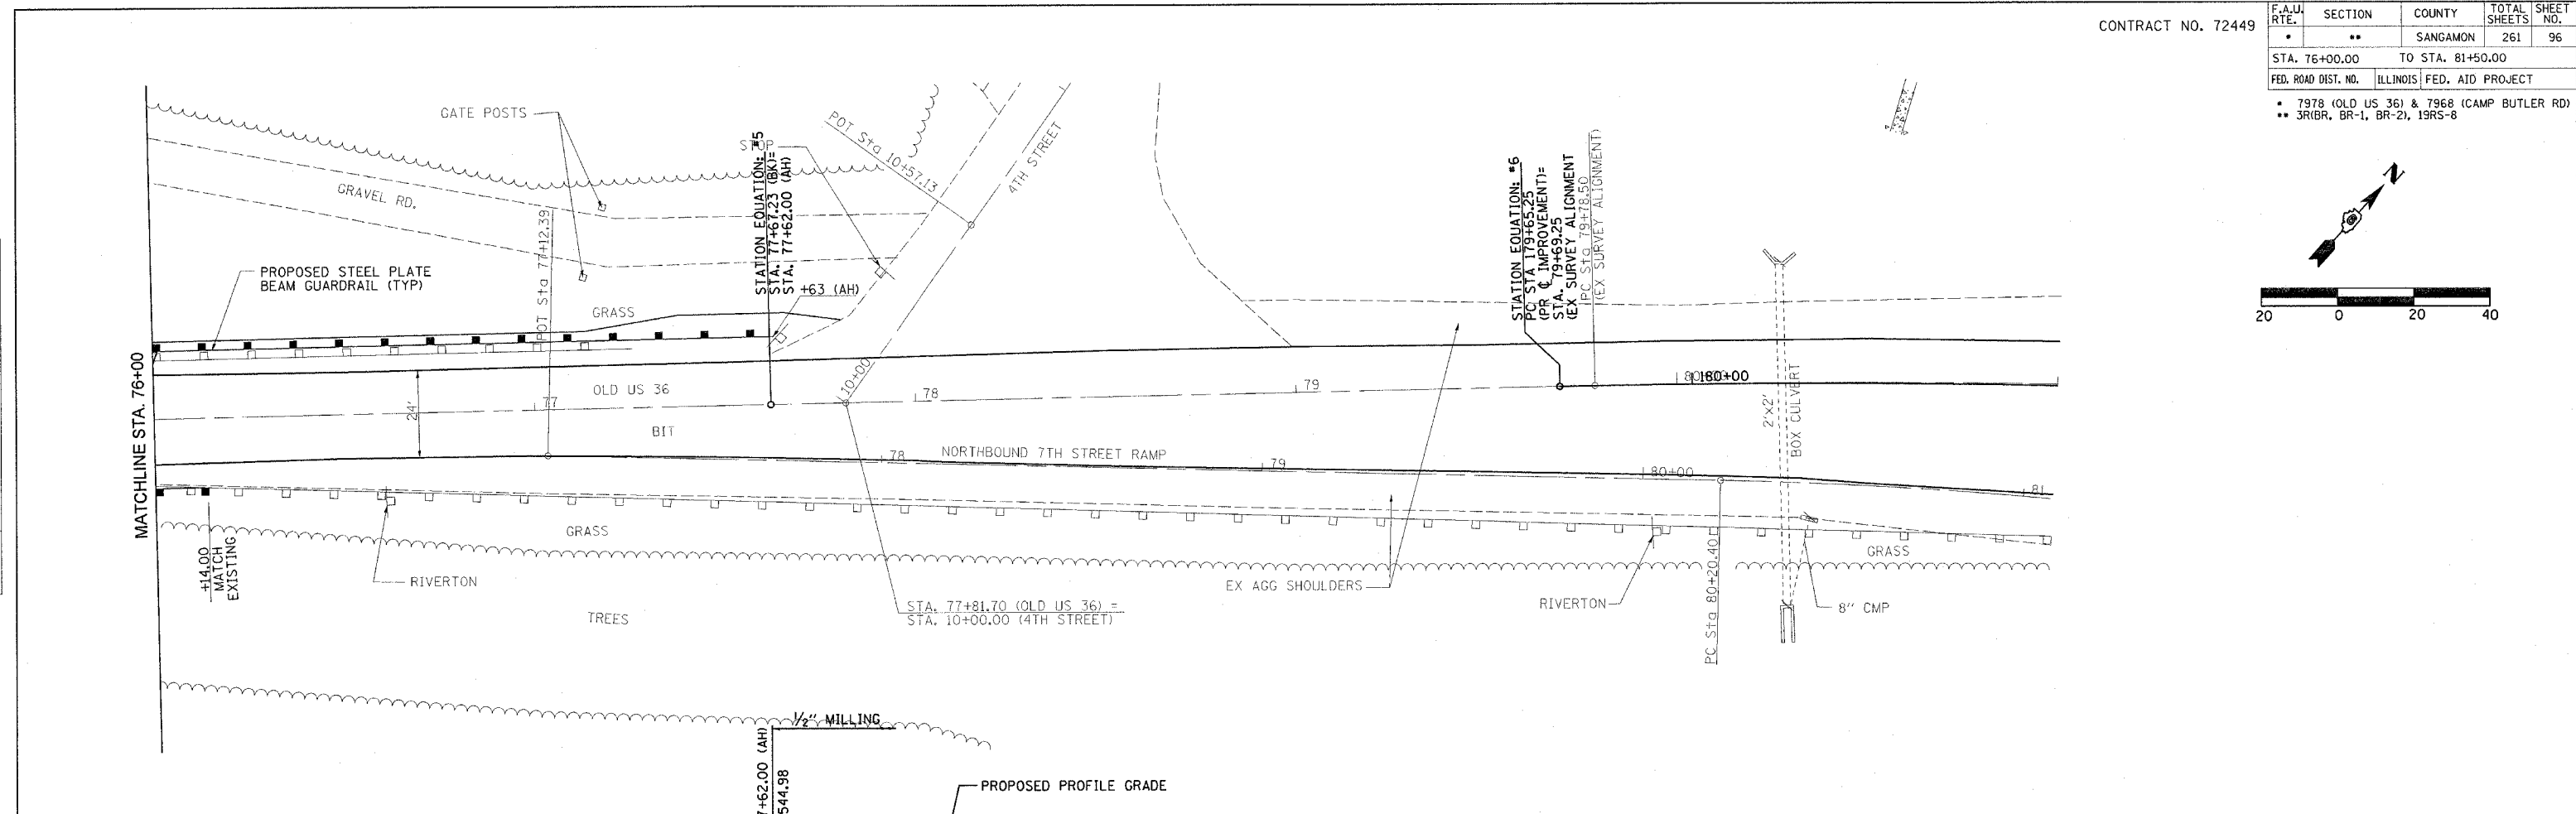 CONTRACT NO. 72449
F.A.U. RTE. SECTION COUNTY TOTAL SHEETS SHEET NO.
* ** SANGAMON 261 96
STA. 76+00.00 TO STA. 81+50.00
FED. ROAD DIST. NO. ILLINOIS FED. AID PROJECT
* 7978 (OLD US 36) & 7968 (CAMP BUTLER RD)
** 3R(BR, BR-1, BR-2), 19RS-8
N
20 0 20 40
GATE POSTS
GRAVEL RD.
STOP
POT Sta 10+57.13
4TH STREET
STATION EQUATION: #5
STA. 77+67.23 (BK)=
STA. 77+62.00 (AH)
STATION EQUATION: #6
PC STA 179+65.25
(PR ℄ IMPROVEMENT)=
STA. 79+69.25
(EX SURVEY ALIGNMENT
PC Sta 79+78.50
(EX SURVEY ALIGNMENT)
POT Sta 77+12.39
PROPOSED STEEL PLATE
BEAM GUARDRAIL (TYP)
GRASS
+63 (AH)
MATCHLINE STA. 76+00
24'
OLD US 36
77
10+00
78
79
180+00
BIT
2'X2'
BOX CULVERT
NORTHBOUND 7TH STREET RAMP
78
79
80+00
81
+14.00
MATCH
EXISTING
RIVERTON
GRASS
TREES
STA. 77+81.70 (OLD US 36) =
STA. 10+00.00 (4TH STREET)
EX AGG SHOULDERS
RIVERTON
PC Sta 80+20.40
8" CMP
GRASS
1/2" MILLING
7+62.00 (AH)
544.98
PROPOSED PROFILE GRADE